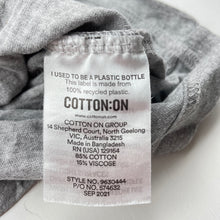 I USED TO BE A PLASTIC BOTTLE
This label is made from
100% recycled plastic.
COTTON:ON
www.cottonon.com
COTTON ON GROUP
14 Shepherd Court, North Geelong
VIC, Australia 3215
Made in Bangladesh
RN (USA) 129164
85% COTTON
15% VISCOSE
STYLE NO: 9630444
P/O NO. 574632
SEP 2021